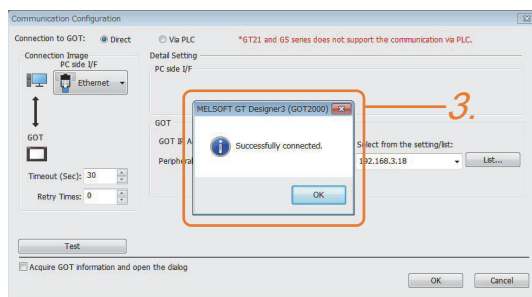 Communication Configuration
Connection to GOT: Direct Via PLC *GT21 and GS series does not support the communication via PLC.
Connection Image
PC side I/F
Ethernet
GOT
Timeout (Sec): 30
Retry Times: 0
Detail Setting
PC side I/F
MELSOFT GT Designer3 (GOT2000)
Successfully connected.
OK
3.
GOT
GOT IP A
Peripheral
Select from the setting/list:
192.168.3.18 List...
Test
Acquire GOT information and open the dialog
OK Cancel